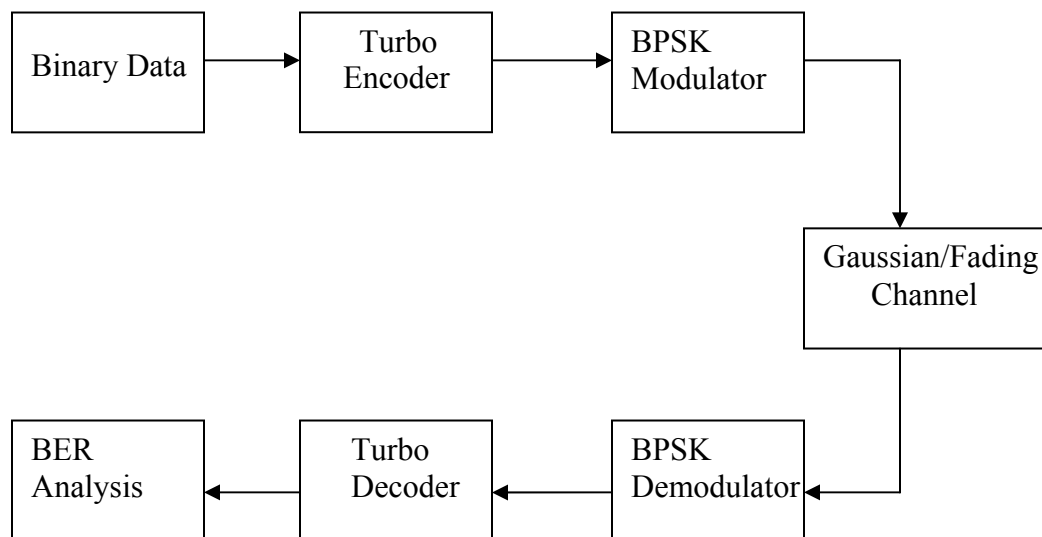 Binary Data
Turbo
Encoder
BPSK
Modulator
Gaussian/Fading
Channel
BPSK
Demodulator
Turbo
Decoder
BER
Analysis